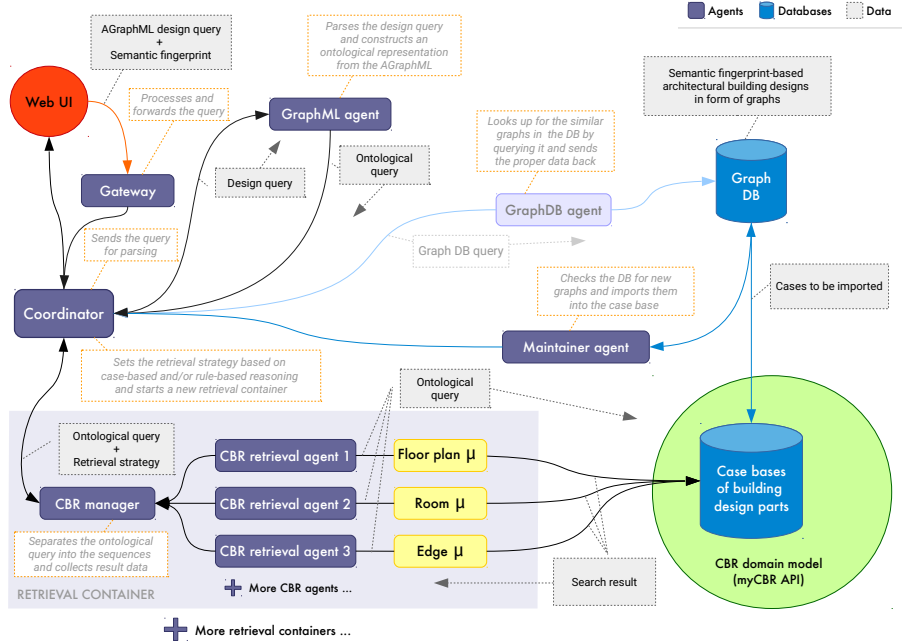 Agents
Databases
Data
AGraphML design query
+
Semantic fingerprint
Parses the design query
and constructs an
ontological representation
from the AGraphML
Semantic fingerprint-based
architectural building designs
in form of graphs
Web UI
Processes and
forwards the query
GraphML agent
Looks up for the similar
graphs in the DB by
querying it and sends
the proper data back
Gateway
Design query
Ontological
query
Graph
DB
GraphDB agent
Graph DB query
Sends the query
for parsing
Checks the DB for new
graphs and imports them
into the case base
Cases to be imported
Coordinator
Maintainer agent
Sets the retrieval strategy based on
case-based and/or rule-based reasoning
and starts a new retrieval container
Ontological
query
Ontological query
+
Retrieval strategy
CBR retrieval agent 1
Floor plan μ
CBR manager
CBR retrieval agent 2
Room μ
Case bases
of building
design parts
Separates the ontological
query into the sequences
and collects result data
CBR retrieval agent 3
Edge μ
CBR domain model
(myCBR API)
Search result
More CBR agents ...
RETRIEVAL CONTAINER
More retrieval containers ...